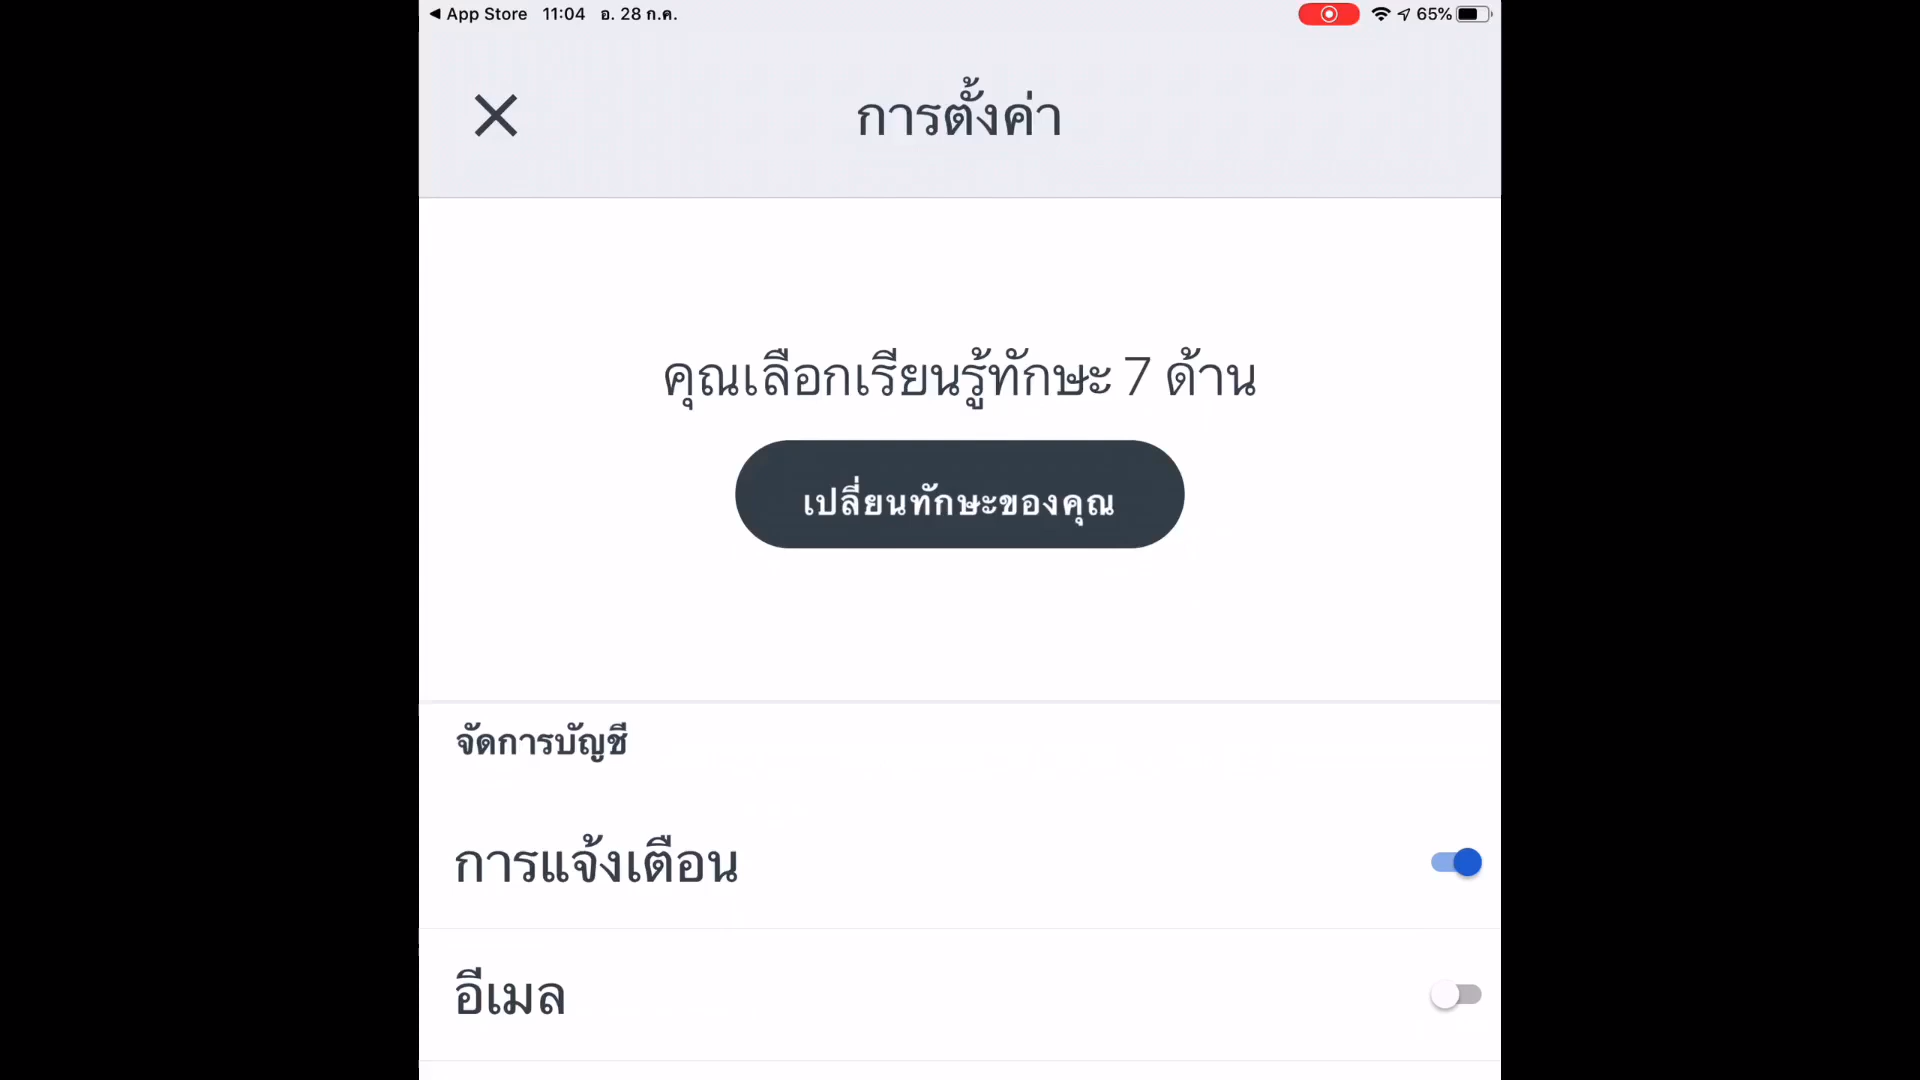 ◀ App Store 11:04 อ. 28 ก.ค. 65%
การตั้งค่า
คุณเลือกเรียนรู้ทักษะ 7 ด้าน
เปลี่ยนทักษะของคุณ
จัดการบัญชี
การแจ้งเตือน
อีเมล